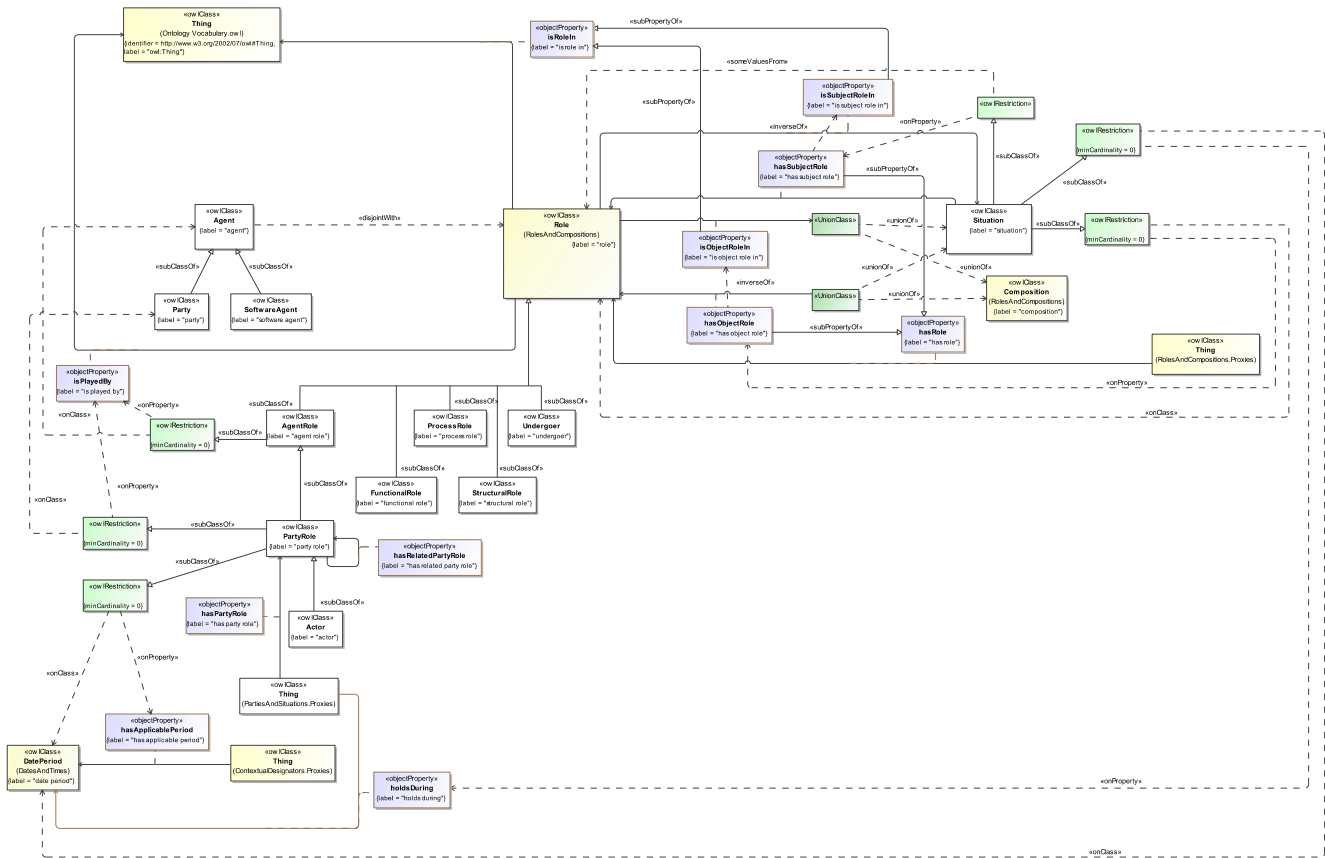 «owlClass»
Thing
(Ontology Vocabulary.owl)
{identifier = http://www.w3.org/2002/07/owl#Thing,
label = "owl:Thing"}
«objectProperty»
isRoleIn
{label = "is role in"}
«subPropertyOf»
«someValuesFrom»
«objectProperty»
isSubjectRoleIn
{label = "is subject role in"}
«owlRestriction»
«subPropertyOf»
«onProperty»
«inverseOf»
«owlRestriction»
{minCardinality = 0}
«subClassOf»
«objectProperty»
hasSubjectRole
{label = "has subject role"}
«subPropertyOf»
«subClassOf»
«owlClass»
Agent
{label = "agent"}
«disjointWith»
«owlClass»
Role
(RolesAndCompositions)
{label = "role"}
«UnionClass»
«unionOf»
«owlClass»
Situation
{label = "situation"}
«subClassOf»
«owlRestriction»
{minCardinality = 0}
«objectProperty»
isObjectRoleIn
{label = "is object role in"}
«subClassOf»
«subClassOf»
«unionOf»
«unionOf»
«inverseOf»
«owlClass»
Party
{label = "party"}
«owlClass»
SoftwareAgent
{label = "software agent"}
«UnionClass»
«unionOf»
«owlClass»
Composition
(RolesAndCompositions)
{label = "composition"}
«objectProperty»
hasObjectRole
{label = "has object role"}
«subPropertyOf»
«objectProperty»
hasRole
{label = "has role"}
«owlClass»
Thing
(RolesAndCompositions.Proxies)
«objectProperty»
isPlayedBy
{label = "is played by"}
«onProperty»
«onClass»
«onProperty»
«onClass»
«subClassOf»
«subClassOf»
«subClassOf»
«owlRestriction»
{minCardinality = 0}
«subClassOf»
«owlClass»
AgentRole
{label = "agent role"}
«owlClass»
ProcessRole
{label = "process role"}
«owlClass»
Undergoer
{label = "undergoer"}
«subClassOf»
«subClassOf»
«subClassOf»
«onProperty»
«onClass»
«owlClass»
FunctionalRole
{label = "functional role"}
«owlClass»
StructuralRole
{label = "structural role"}
«owlRestriction»
{minCardinality = 0}
«subClassOf»
«owlClass»
PartyRole
{label = "party role"}
«objectProperty»
hasRelatedPartyRole
{label = "has related party role"}
«subClassOf»
«owlRestriction»
{minCardinality = 0}
«objectProperty»
hasPartyRole
{label = "has party role"}
«subClassOf»
«owlClass»
Actor
{label = "actor"}
«onClass»
«onProperty»
«owlClass»
Thing
(PartiesAndSituations.Proxies)
«objectProperty»
hasApplicablePeriod
{label = "has applicable period"}
«owlClass»
DatePeriod
(DatesAndTimes)
{label = "date period"}
«owlClass»
Thing
(ContextualDesignators.Proxies)
«objectProperty»
holdsDuring
{label = "holds during"}
«onProperty»
«onClass»